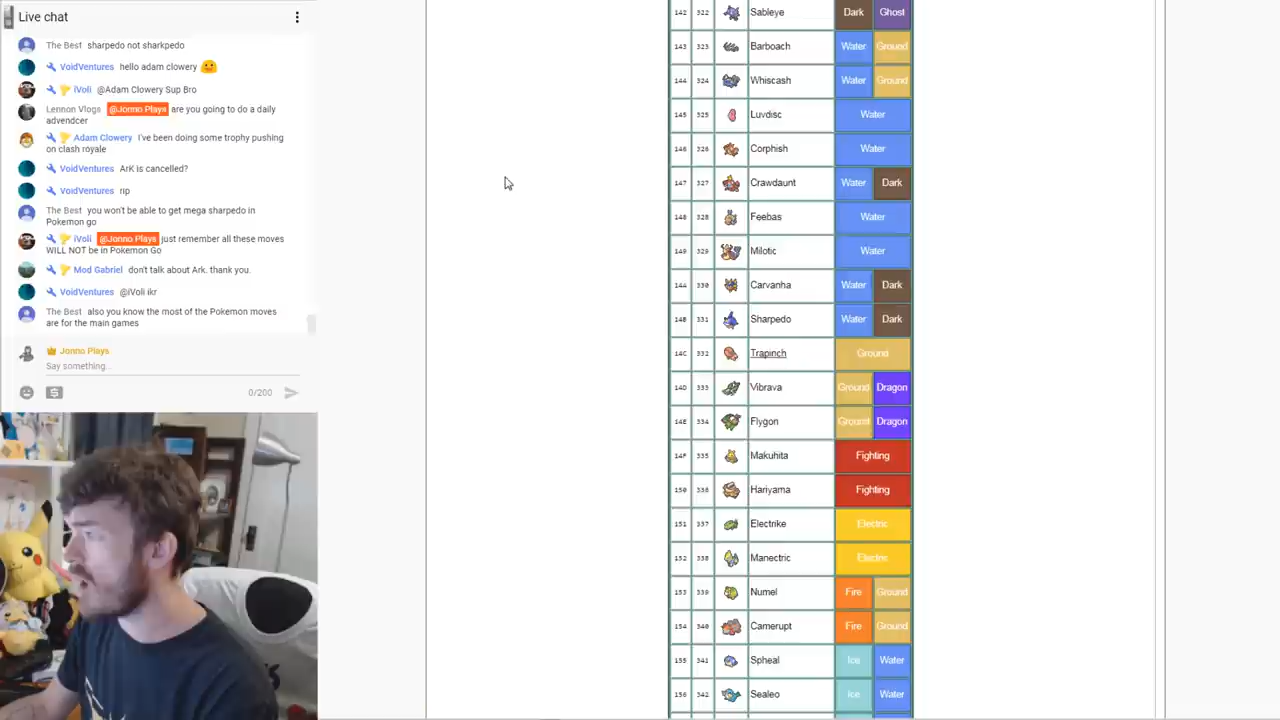 Live chat
The Best sharpedo not sharkpedo
VoidVentures hello adam clowery
iVoli @Adam Clowery Sup Bro
Lennon Vlogs @Jonno Plays are you going to do a daily
advendcer
Adam Clowery I've been doing some trophy pushing
on clash royale
VoidVentures ArK is cancelled?
VoidVentures rip
The Best you won't be able to get mega sharpedo in
Pokemon go
iVoli @Jonno Plays just remember all these moves
WILL NOT be in Pokemon Go
Mod Gabriel don't talk about Ark. thank you.
VoidVentures @iVoli ikr
The Best also you know the most of the Pokemon moves
are for the main games
Jonno Plays
Say something...
0/200
142 322 Sableye Dark Ghost
143 323 Barboach Water Ground
144 324 Whiscash Water Ground
145 325 Luvdisc Water
146 326 Corphish Water
147 327 Crawdaunt Water Dark
148 328 Feebas Water
149 329 Milotic Water
14A 330 Carvanha Water Dark
14B 331 Sharpedo Water Dark
14C 332 Trapinch Ground
14D 333 Vibrava Ground Dragon
14E 334 Flygon Ground Dragon
14F 335 Makuhita Fighting
150 336 Hariyama Fighting
151 337 Electrike Electric
152 338 Manectric Electric
153 339 Numel Fire Ground
154 340 Camerupt Fire Ground
155 341 Spheal Ice Water
156 342 Sealeo Ice Water